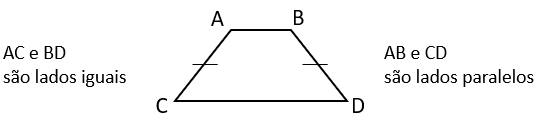 A B
AC e BD
são lados iguais
AB e CD
são lados paralelos
C D